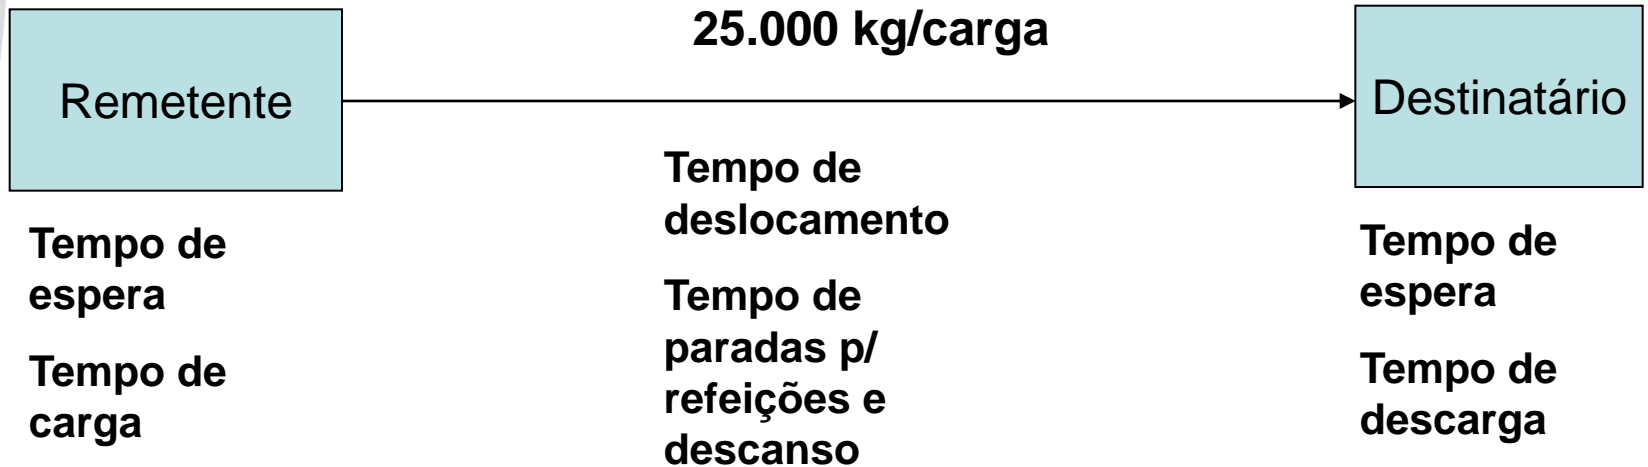 25.000 kg/carga
Remetente
Destinatário
Tempo de
espera
Tempo de
carga
Tempo de
deslocamento
Tempo de
paradas p/
refeições e
descanso
Tempo de
espera
Tempo de
descarga